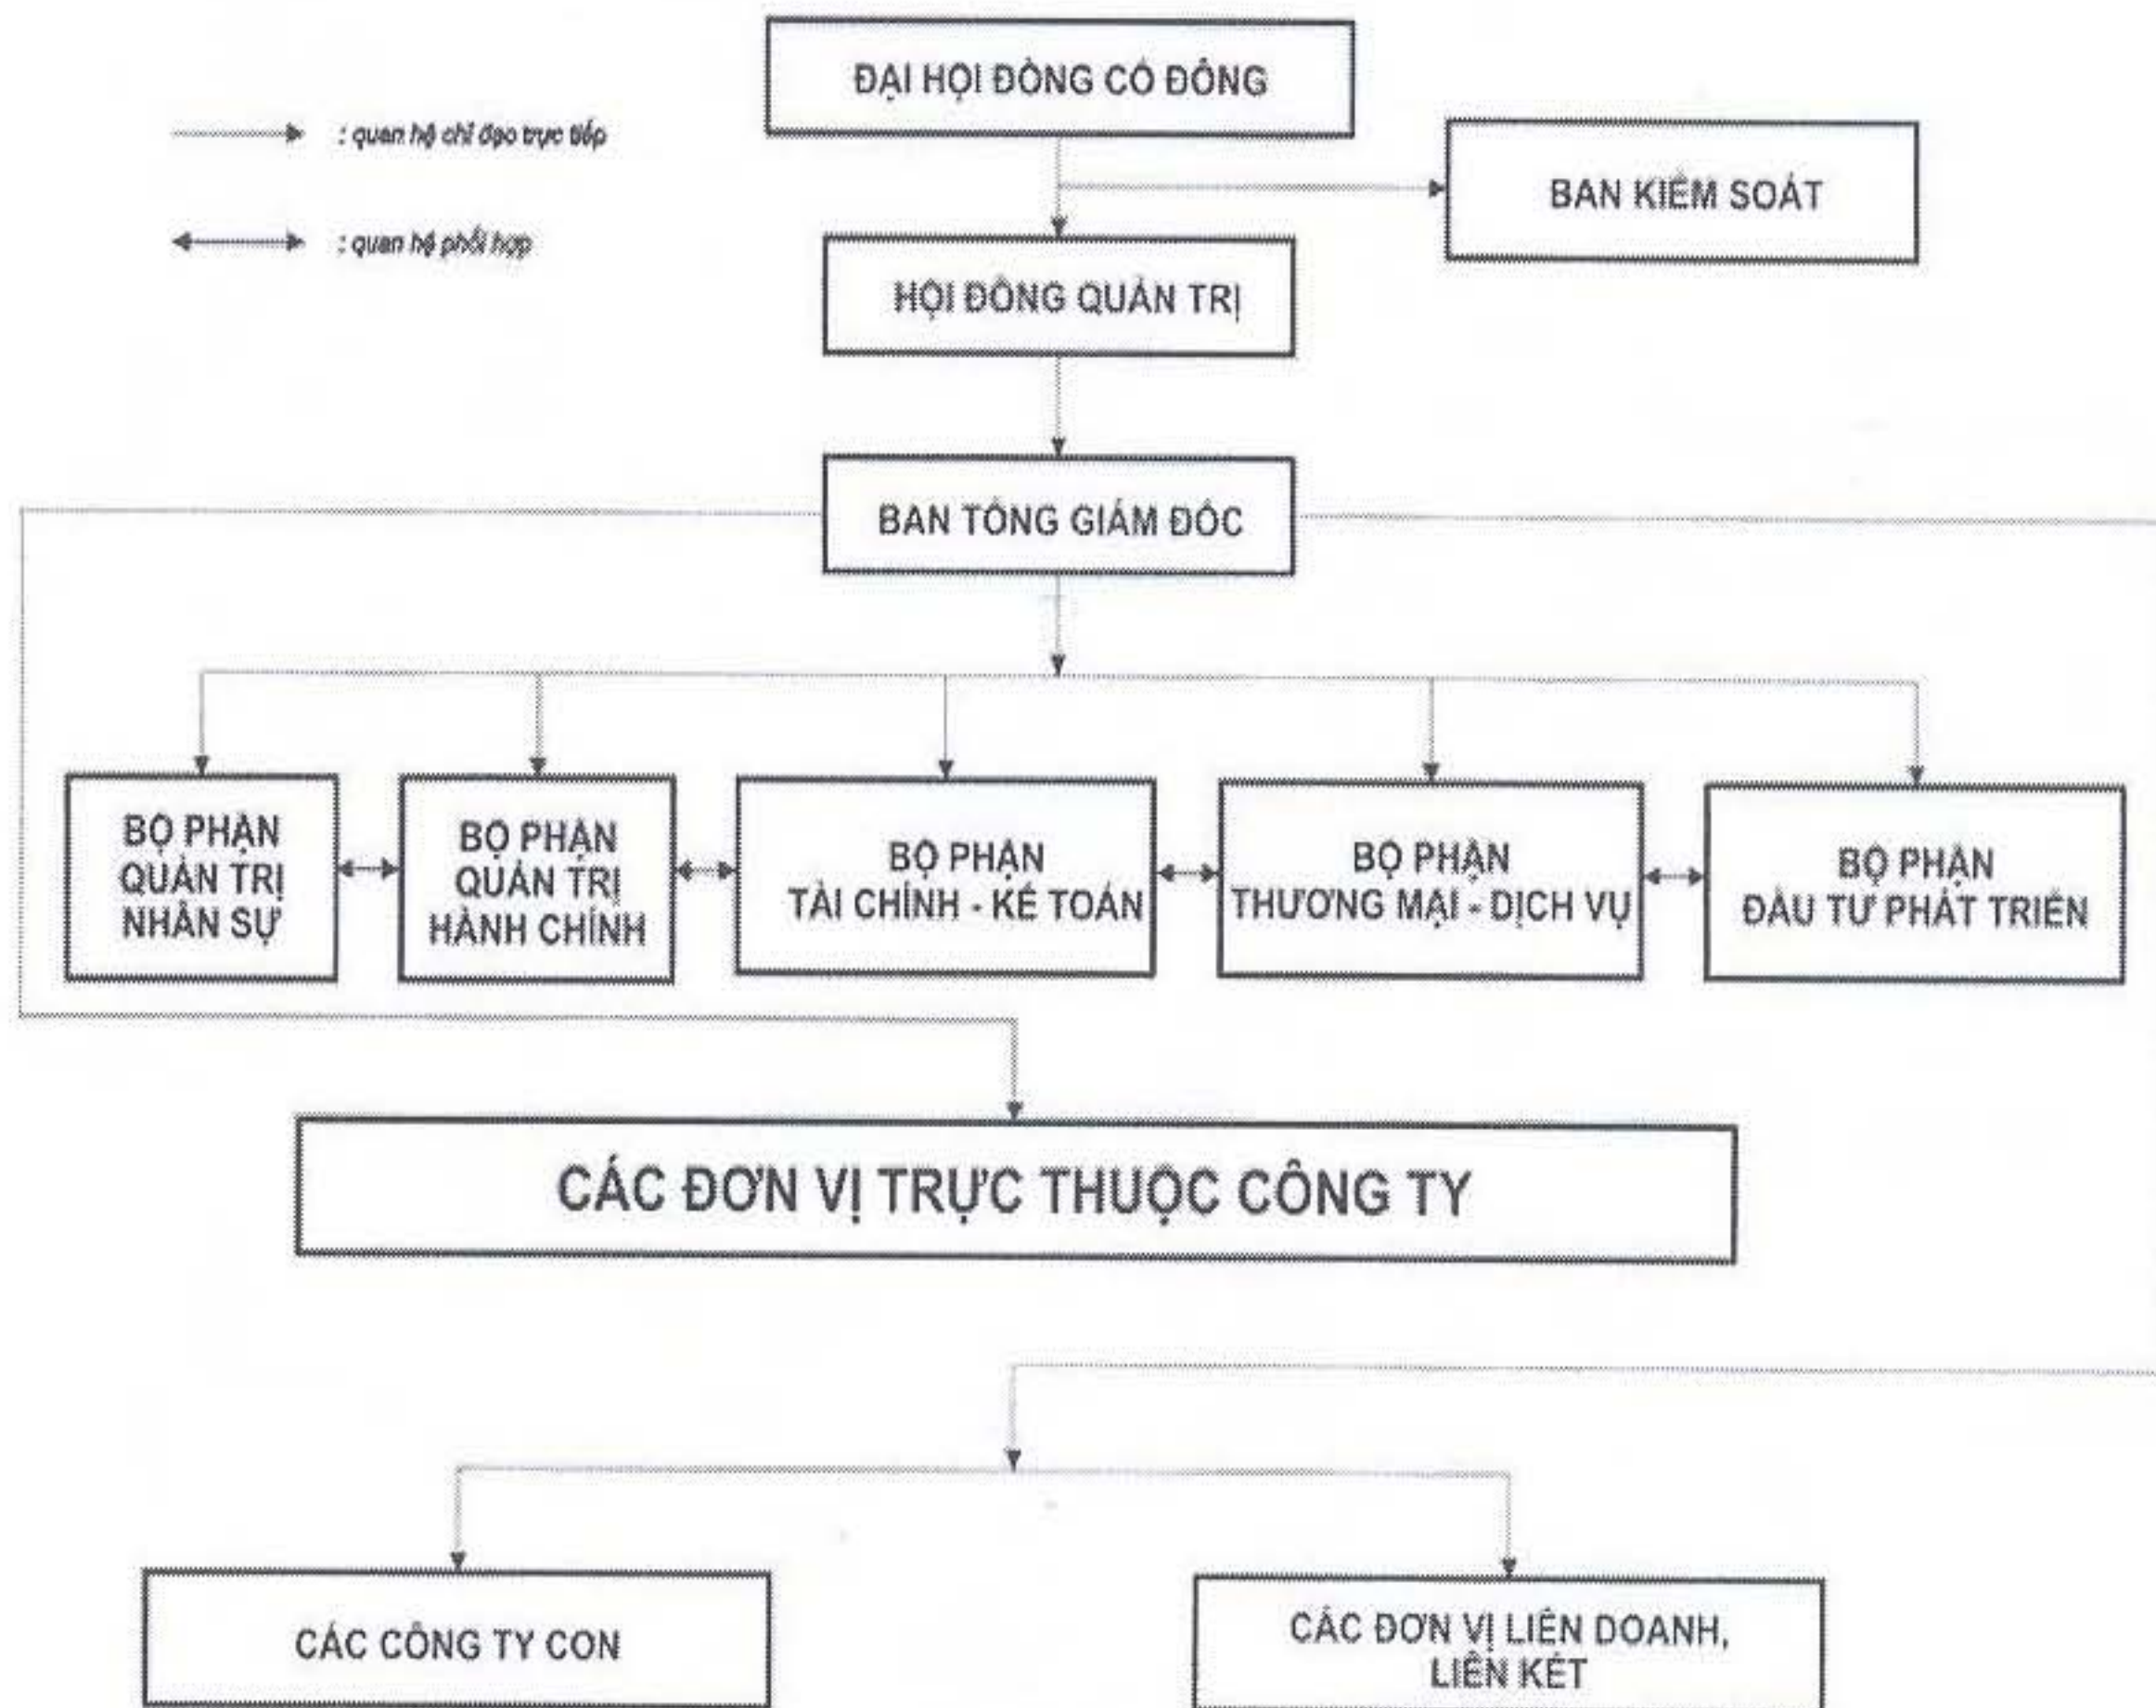 ĐẠI HỘI ĐỒNG CỔ ĐÔNG
: quan hệ chỉ đạo trực tiếp
BAN KIỂM SOÁT
: quan hệ phối hợp
HỘI ĐỒNG QUẢN TRỊ
BAN TỔNG GIÁM ĐỐC
BỘ PHẬN
QUẢN TRỊ
NHÂN SỰ
BỘ PHẬN
QUẢN TRỊ
HÀNH CHÍNH
BỘ PHẬN
TÀI CHÍNH - KẾ TOÁN
BỘ PHẬN
THƯƠNG MẠI - DỊCH VỤ
BỘ PHẬN
ĐẦU TƯ PHÁT TRIỂN
CÁC ĐƠN VỊ TRỰC THUỘC CÔNG TY
CÁC CÔNG TY CON
CÁC ĐƠN VỊ LIÊN DOANH,
LIÊN KẾT